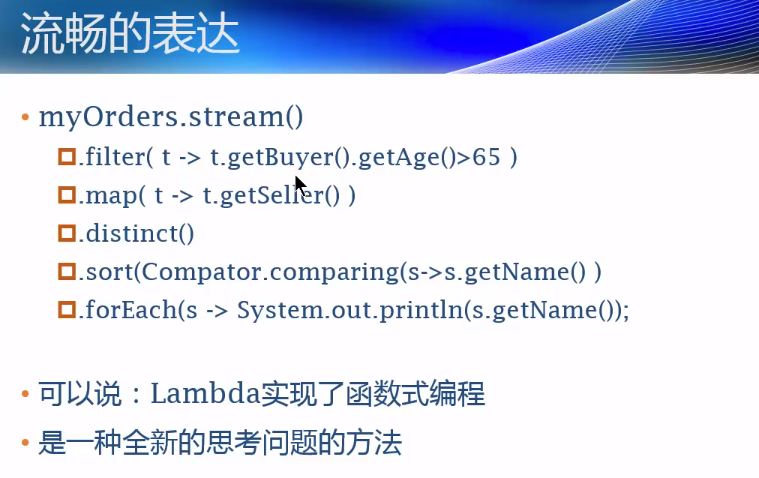 流畅的表达
myOrders.stream()
.filter( t -> t.getBuyer().getAge()>65 )
.map( t -> t.getSeller() )
.distinct()
.sort(Compator.comparing(s->s.getName() )
.forEach(s -> System.out.println(s.getName());
可以说：Lambda实现了函数式编程
是一种全新的思考问题的方法